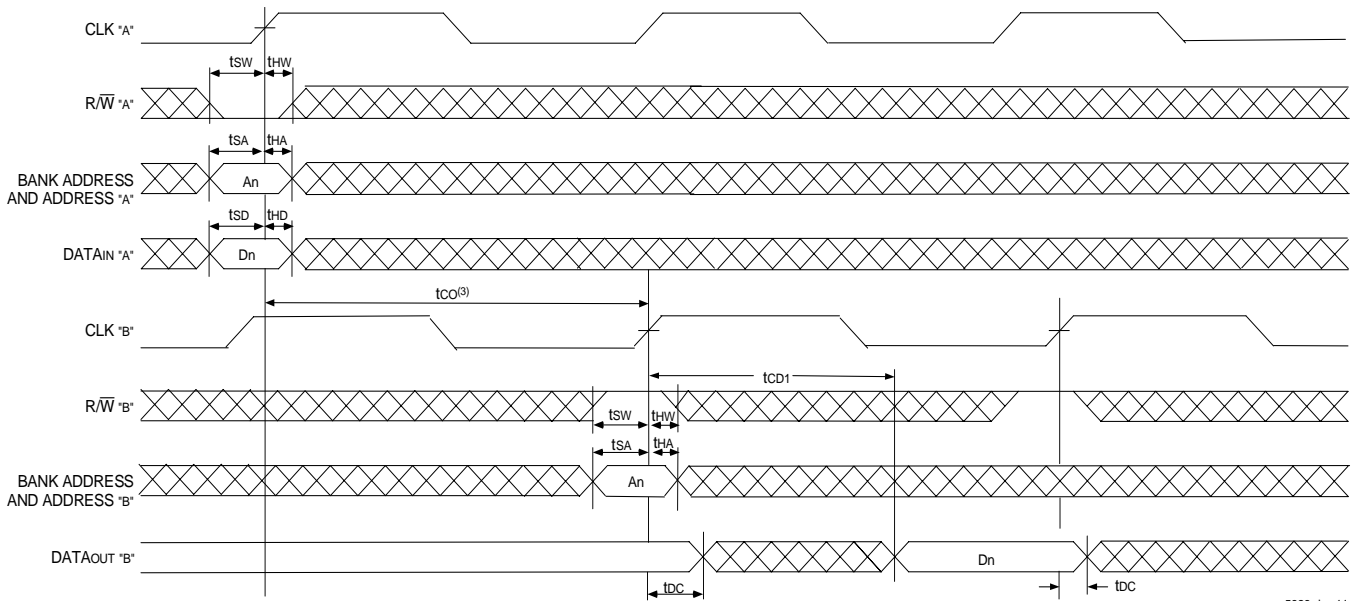 CLK "A"
tSW tHW
R/W̅ "A"
tSA tHA
BANK ADDRESS
AND ADDRESS "A"
An
tSD tHD
DATAIN "A"
Dn
tCO(3)
CLK "B"
tCD1
R/W̅ "B"
tSW tHW
tSA tHA
BANK ADDRESS
AND ADDRESS "B"
An
DATAOUT "B"
Dn
tDC
tDC